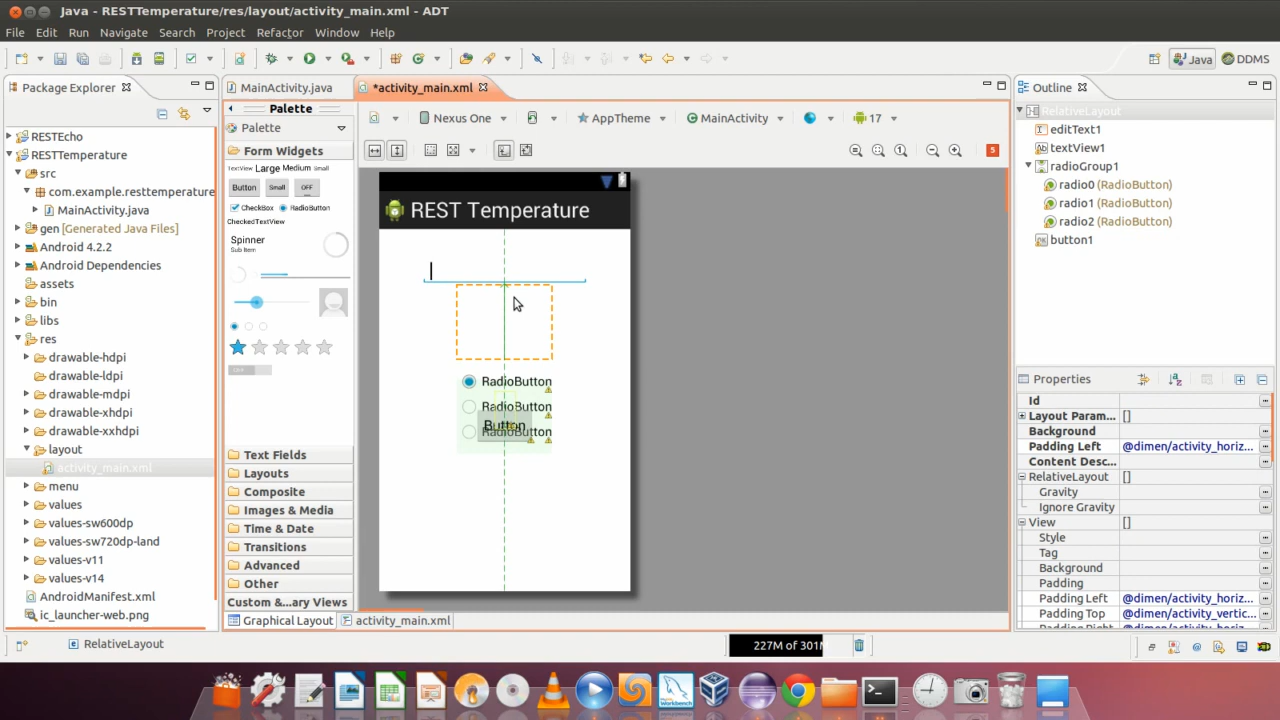 Java - RESTTemperature/res/layout/activity_main.xml - ADT
File Edit Run Navigate Search Project Refactor Window Help
Java DDMS
Package Explorer
MainActivity.java
*activity_main.xml
Outline
RESTEcho
RESTTemperature
src
com.example.resttemperature
MainActivity.java
gen [Generated Java Files]
Android 4.2.2
Android Dependencies
assets
bin
libs
res
drawable-hdpi
drawable-ldpi
drawable-mdpi
drawable-xhdpi
drawable-xxhdpi
layout
activity_main.xml
menu
values
values-sw600dp
values-sw720dp-land
values-v11
values-v14
AndroidManifest.xml
ic_launcher-web.png
Palette
Palette
Form Widgets
TextView Large Medium Small
Button Small OFF
CheckBox RadioButton
CheckedTextView
Spinner
Sub Item
Text Fields
Layouts
Composite
Images & Media
Time & Date
Transitions
Advanced
Other
Custom &...ary Views
Graphical Layout
activity_main.xml
Nexus One AppTheme MainActivity 17
5
REST Temperature
RadioButton
RadioButton
Button
RadioButton
RelativeLayout
editText1
textView1
radioGroup1
radio0 (RadioButton)
radio1 (RadioButton)
radio2 (RadioButton)
button1
Properties
Id
Layout Param... []
Background
Padding Left @dimen/activity_horiz...
Content Desc...
RelativeLayout []
Gravity
Ignore Gravity
View []
Style
Tag
Background
Padding
Padding Left @dimen/activity_horiz...
Padding Top @dimen/activity_vertic...
Padding Right @dimen/activity_horiz...
RelativeLayout
227M of 301M